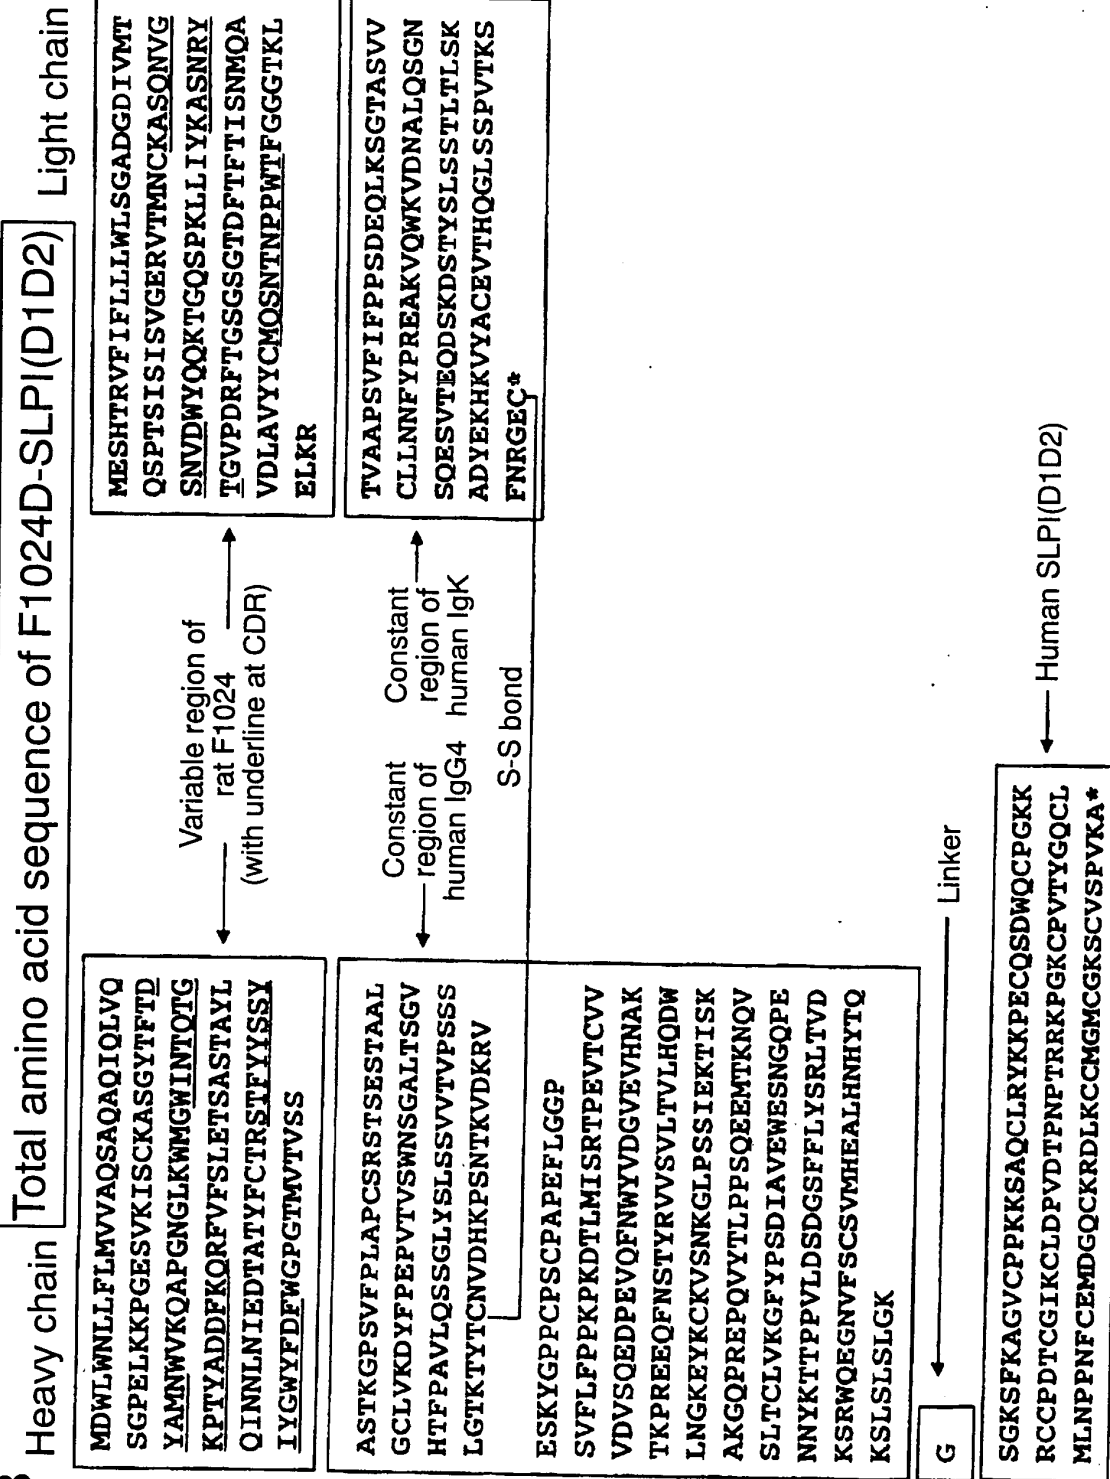 Total amino acid sequence of F1024D-SLPI(D1D2)
Heavy chain
MDWLWNLLFLMVVAQSAQAQIQLVQ
SGPELKKPGESVKISCKASGYTFTD
YAMNWVKQAPGNGLKWMGWINTQTG
KPTYADDFKQRFVFSLETSASTAYL
QINNLNIEDTATYFCTRSTFYYSSY
IYGWYFDFWGPGTMVTVSS
Variable region of
rat F1024
(with underline at CDR)
Light chain
MESHTRVFIFLLLWLSGADGDIVMT
QSPTSISISVGERVTMNCKASQNVG
SNVDWYQQKTGQSPKLLIYKASNRY
TGVPDRFTGSGSGTDFTFTISNMQA
VDLAVYYCMQSNTNPPWTFGGGTKL
ELKR
ASTKGPSVFPLAPCSRSTSESTAAL
GCLVKDYFPEPVTVSWNSGALTSGV
HTFPAVLQSSSGLYSLSSVVTVPSSS
LGTKTYTCNVDHKPSNTKVDKRV
Constant
region of
human IgG4
Constant
region of
human IgK
TVAAPSVFIFPPSDEQLKSGTASVV
CLLNNFYPREAKVQWKVDNALQSGN
SQESVTEQDSKDSTYSLSSTLTLSK
ADYEKHKVYACEVTHQGLSSPVTKS
FNRGEC*
S-S bond
ESKYGPPCPSCPAPEFLGGP
SVFLFPPKPKDTLMISRTPEVTCVV
VDVSQEDPEVQFNWYVDGVEVHNAK
TKPREEQFNSTYRVVSVLTVLHQDW
LNGKEYKCKVSNKGLPSSIEKTISK
AKGQPREPQVYTLPPSQEEMTKNQV
SLTCLVKGFYPSDIAVEWESNGQPE
NNYKTTPPVLDSDGSFFLYSRLTVD
KSRWQEGNVFSCSVMHEALHNHYTQ
KSLSLSLGK
G
Linker
SGKSFKAGVCPPKKSAQCLRYKKPECQSDWQCPGKK
RCCPDTCGIKCLDPVDTPNPTRRKPGKCPVTYGQCL
MLNPPNFCEMDGQCKRDLKCCMGMCGKSCVSPVKA*
Human SLPI(D1D2)